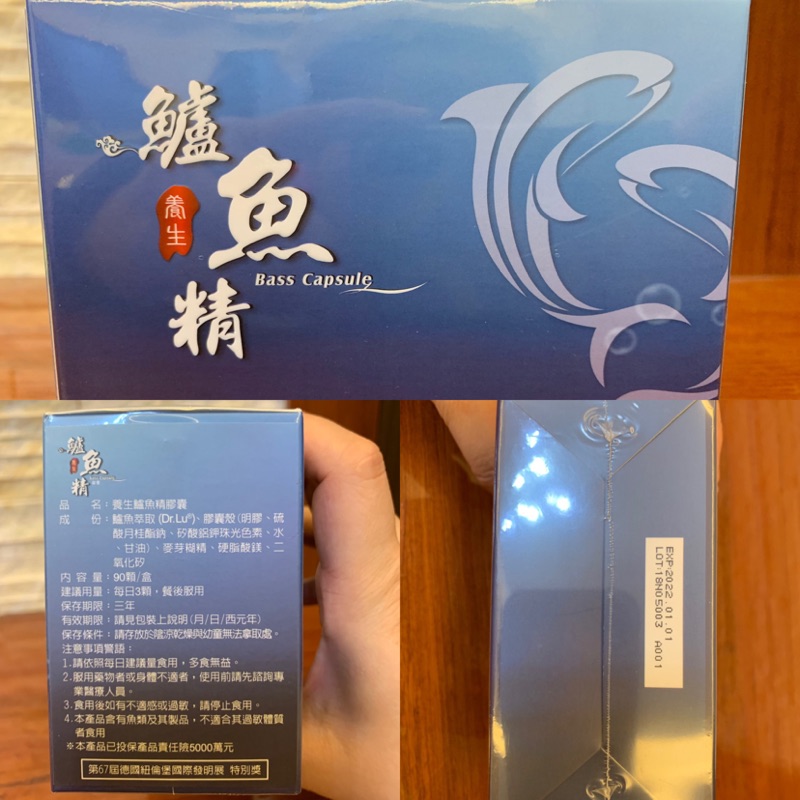 鱸
魚
精
養生
Bass Capsule
鱸
魚
精
品　名：養生鱸魚精膠囊
成　份：鱸魚萃取(Dr.Lu®)、膠囊殼(明膠、硫
酸月桂酯鈉、矽酸鋁鉀珠光色素、水
、甘油)、麥芽糊精、硬脂酸鎂、二
氧化矽
內 容 量：90顆/盒
建議用量：每日3顆，餐後服用
保存期限：三年
有效期限：請見包裝上說明(月/日/西元年)
保存條件：請存放於陰涼乾燥與幼童無法拿取處。
注意事項警語：
1.請依照每日建議量食用，多食無益。
2.服用藥物者或身體不適者，使用前請先諮詢專
業醫療人員。
3.食用後如有不適感或過敏，請停止食用。
4.本產品含有魚類及其製品，不適合其過敏體質
者食用
※本產品已投保產品責任險5000萬元
第67屆德國紐倫堡國際發明展 特別獎
EXP:2022.01.01
LOT:18N05003 A001